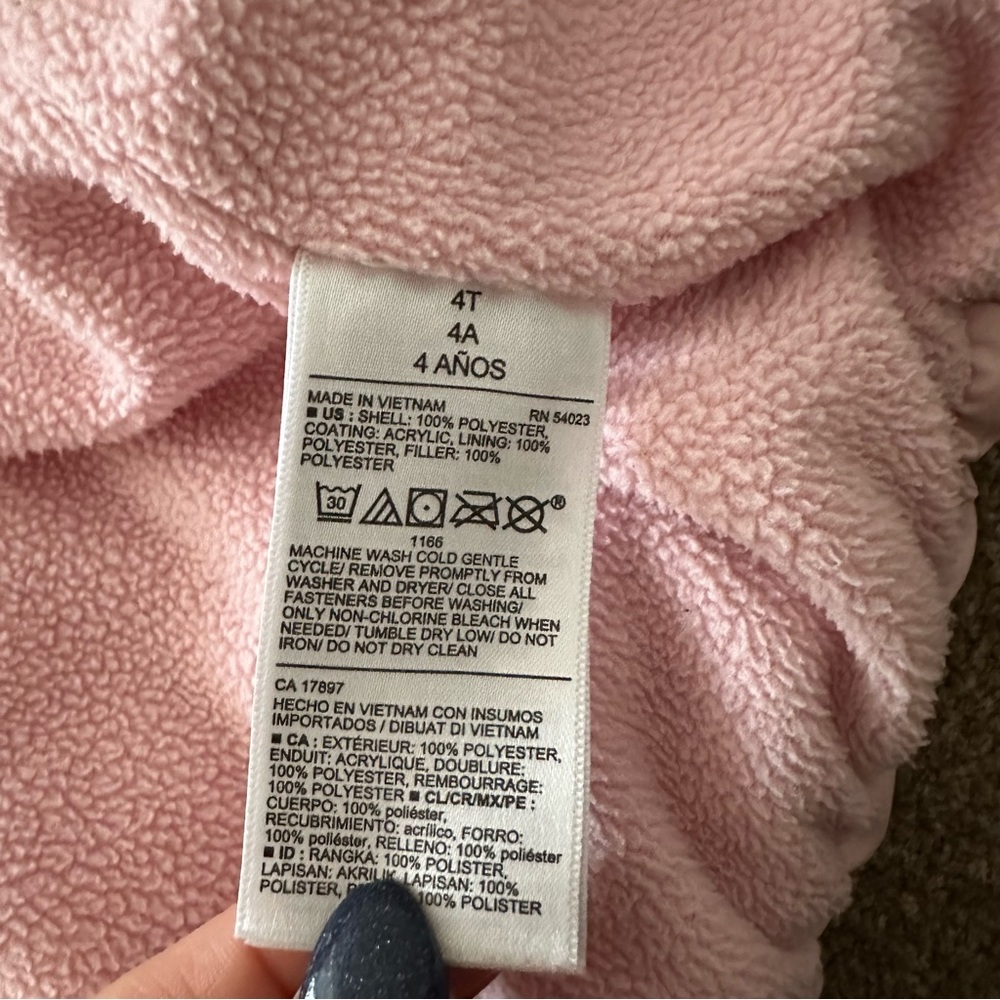 4T
4A
4 AÑOS
MADE IN VIETNAM RN 54023
■ US : SHELL: 100% POLYESTER,
COATING: ACRYLIC, LINING: 100%
POLYESTER, FILLER: 100%
POLYESTER
30 ®
1166
MACHINE WASH COLD GENTLE
CYCLE/ REMOVE PROMPTLY FROM
WASHER AND DRYER/ CLOSE ALL
FASTENERS BEFORE WASHING/
ONLY NON-CHLORINE BLEACH WHEN
NEEDED/ TUMBLE DRY LOW/ DO NOT
IRON/ DO NOT DRY CLEAN
CA 17897
HECHO EN VIETNAM CON INSUMOS
IMPORTADOS / DIBUAT DI VIETNAM
■ CA : EXTÉRIEUR: 100% POLYESTER,
ENDUIT: ACRYLIQUE, DOUBLURE:
100% POLYESTER, REMBOURRAGE:
100% POLYESTER ■ CL/CR/MX/PE :
CUERPO: 100% poliéster,
RECUBRIMIENTO: acrílico, FORRO:
100% poliéster, RELLENO: 100% poliéster
■ ID : RANGKA: 100% POLISTER,
LAPISAN: AKRILIK, LAPISAN: 100%
POLISTER, 100% POLISTER